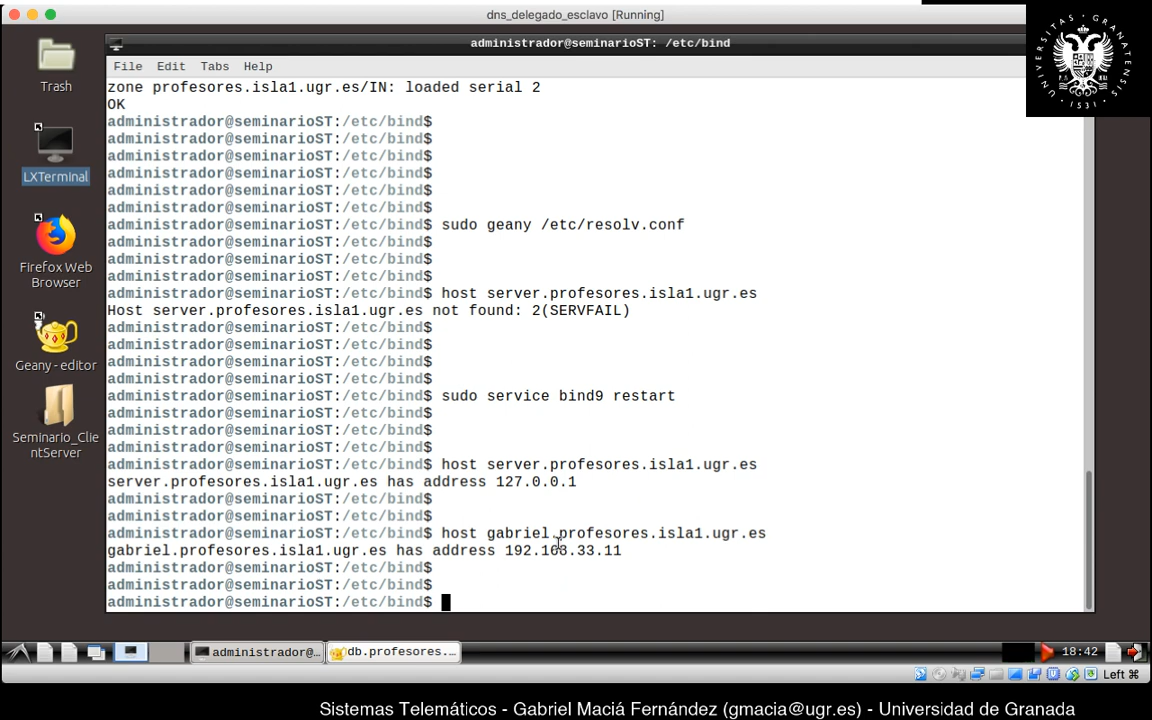 dns_delegado_esclavo [Running]
administrador@seminarioST: /etc/bind
File Edit Tabs Help
zone profesores.isla1.ugr.es/IN: loaded serial 2
OK
administrador@seminarioST:/etc/bind$
administrador@seminarioST:/etc/bind$
administrador@seminarioST:/etc/bind$
administrador@seminarioST:/etc/bind$
administrador@seminarioST:/etc/bind$
administrador@seminarioST:/etc/bind$
administrador@seminarioST:/etc/bind$ sudo geany /etc/resolv.conf
administrador@seminarioST:/etc/bind$
administrador@seminarioST:/etc/bind$
administrador@seminarioST:/etc/bind$
administrador@seminarioST:/etc/bind$ host server.profesores.isla1.ugr.es
Host server.profesores.isla1.ugr.es not found: 2(SERVFAIL)
administrador@seminarioST:/etc/bind$
administrador@seminarioST:/etc/bind$
administrador@seminarioST:/etc/bind$
administrador@seminarioST:/etc/bind$
administrador@seminarioST:/etc/bind$ sudo service bind9 restart
administrador@seminarioST:/etc/bind$
administrador@seminarioST:/etc/bind$
administrador@seminarioST:/etc/bind$
administrador@seminarioST:/etc/bind$ host server.profesores.isla1.ugr.es
server.profesores.isla1.ugr.es has address 127.0.0.1
administrador@seminarioST:/etc/bind$
administrador@seminarioST:/etc/bind$
administrador@seminarioST:/etc/bind$ host gabriel.profesores.isla1.ugr.es
gabriel.profesores.isla1.ugr.es has address 192.168.33.11
administrador@seminarioST:/etc/bind$
administrador@seminarioST:/etc/bind$
administrador@seminarioST:/etc/bind$
Trash
LXTerminal
Firefox Web
Browser
Geany - editor
Seminario_Clie
ntServer
UNIVERSITAS GRANATENSIS
1531
administrador@...
db.profesores....
18:42
Left ⌘
Sistemas Telemáticos - Gabriel Maciá Fernández (gmacia@ugr.es) - Universidad de Granada